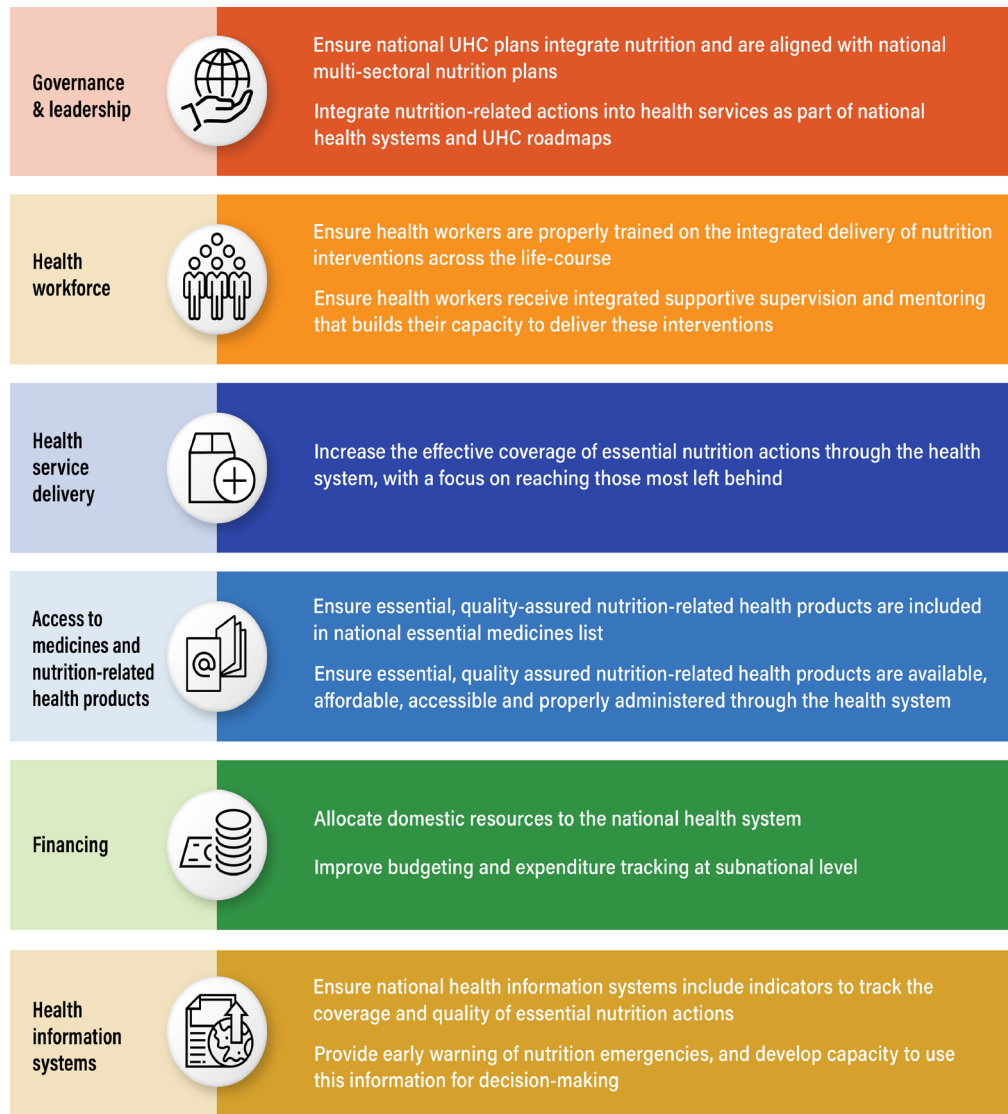 Governance
& leadership
Ensure national UHC plans integrate nutrition and are aligned with national
multi-sectoral nutrition plans
Integrate nutrition-related actions into health services as part of national
health systems and UHC roadmaps
Health
workforce
Ensure health workers are properly trained on the integrated delivery of nutrition
interventions across the life-course
Ensure health workers receive integrated supportive supervision and mentoring
that builds their capacity to deliver these interventions
Health
service
delivery
Increase the effective coverage of essential nutrition actions through the health
system, with a focus on reaching those most left behind
Access to
medicines and
nutrition-related
health products
@
Ensure essential, quality-assured nutrition-related health products are included
in national essential medicines list
Ensure essential, quality assured nutrition-related health products are available,
affordable, accessible and properly administered through the health system
Financing
Allocate domestic resources to the national health system
Improve budgeting and expenditure tracking at subnational level
Health
information
systems
Ensure national health information systems include indicators to track the
coverage and quality of essential nutrition actions
Provide early warning of nutrition emergencies, and develop capacity to use
this information for decision-making